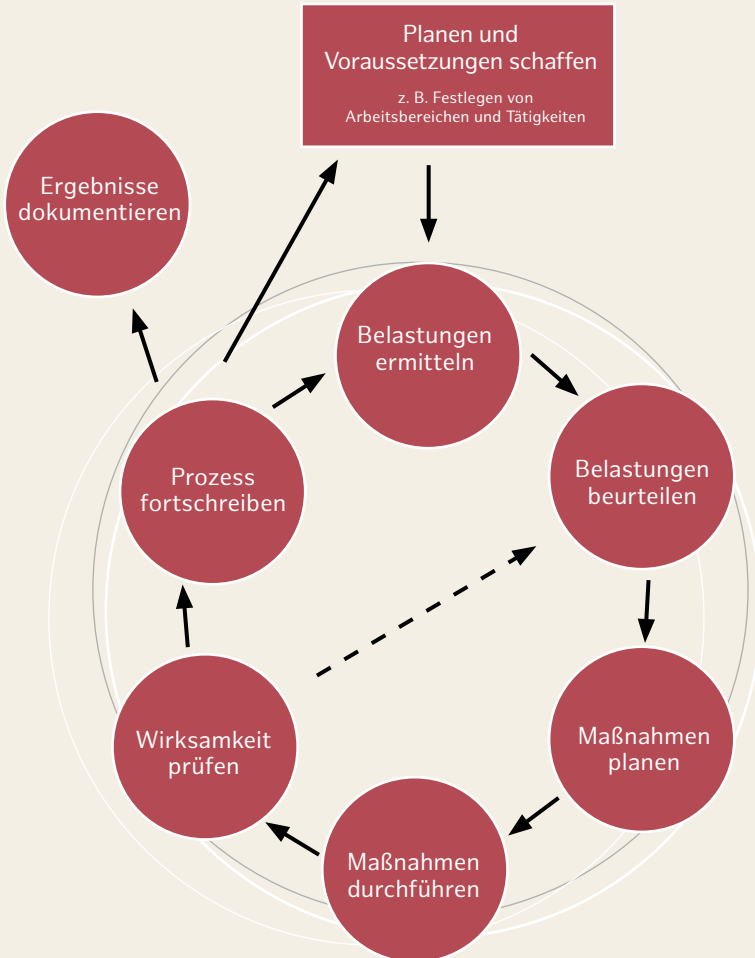 Planen und
Voraussetzungen schaffen
z. B. Festlegen von
Arbeitsbereichen und Tätigkeiten
Ergebnisse
dokumentieren
Belastungen
ermitteln
Belastungen
beurteilen
Prozess
fortschreiben
Maßnahmen
planen
Wirksamkeit
prüfen
Maßnahmen
durchführen